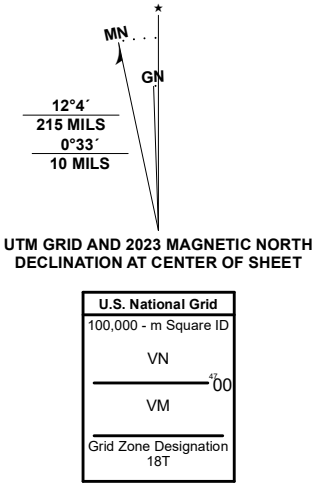 ★
MN
GN
12°4´
215 MILS
0°33´
10 MILS
UTM GRID AND 2023 MAGNETIC NORTH
DECLINATION AT CENTER OF SHEET
U.S. National Grid
100,000 - m Square ID
VN
4700
VM
Grid Zone Designation
18T